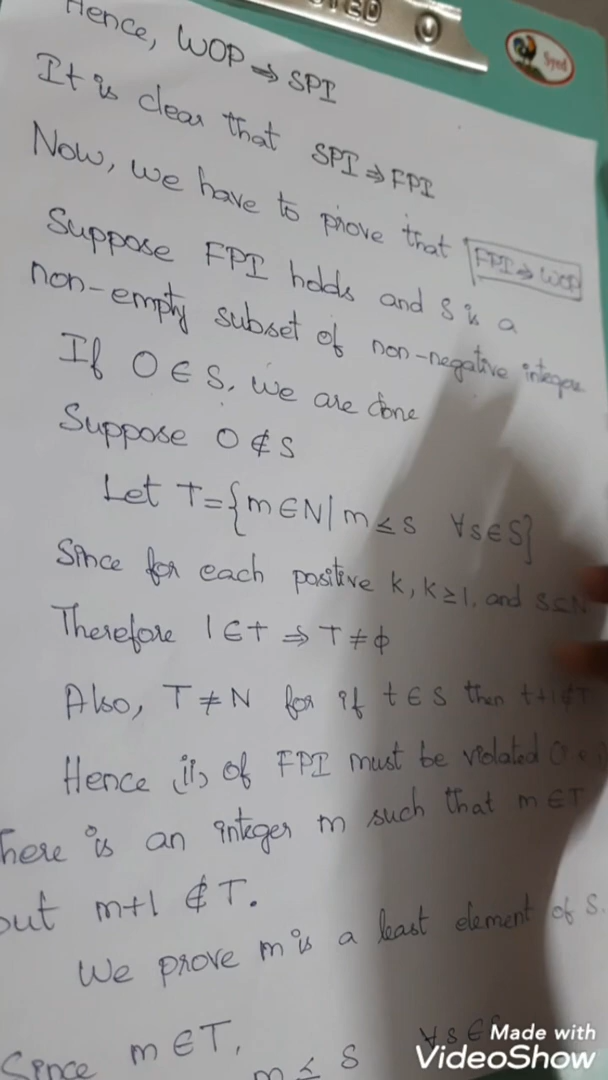 Syed
Hence, WOP ⇒ SPI
It is clear that SPI ⇒ FPI
Now, we have to prove that FPI ⇒ WOP
Suppose FPI holds and S is a
non-empty subset of non-negative
If 0 ∈ S, we are done
Suppose 0 ∉ S
Let T = {m ∈ N | m ≤ s ∀ s ∈ S}
Since for each positive k, k ≥ 1, and S ⊂ N
Therefore 1 ∈ T ⇒ T ≠ ϕ
Also, T ≠ N for if t ∈ S then t+1 ∉ T
Hence (ii) of FPI must be violated
There is an integer m such that m ∈ T
but m+1 ∉ T.
We prove m is a least element of S.
Since m ∈ T,
m ≤ s ∀ s ∈ S
Made with
VideoShow